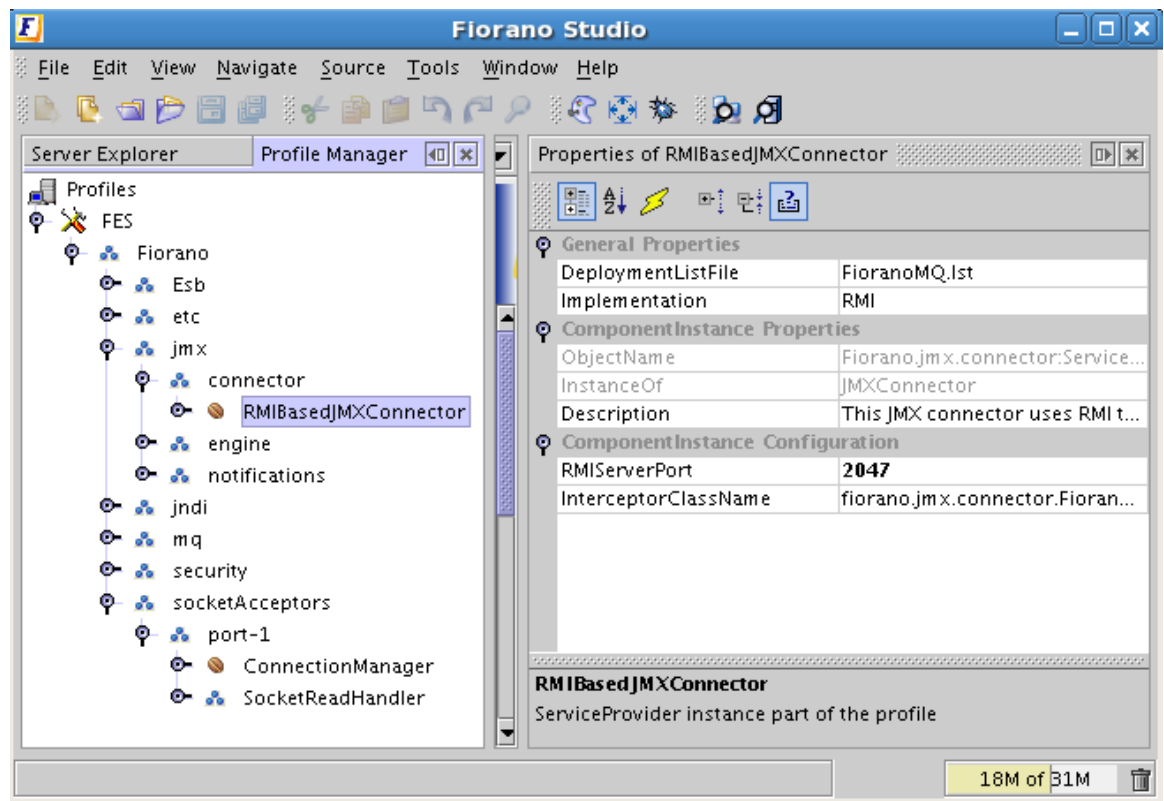 Fiorano Studio
File Edit View Navigate Source Tools Window Help
Server Explorer Profile Manager
Profiles
FES
Fiorano
Esb
etc
jmx
connector
RMIBasedJMXConnector
engine
notifications
jndi
mq
security
socketAcceptors
port-1
ConnectionManager
SocketReadHandler
Properties of RMIBasedJMXConnector
General Properties
DeploymentListFile FioranoMQ.lst
Implementation RMI
ComponentInstance Properties
ObjectName Fiorano.jmx.connector:Service...
InstanceOf JMXConnector
Description This JMX connector uses RMI t...
ComponentInstance Configuration
RMIServerPort 2047
InterceptorClassName fiorano.jmx.connector.Fioran...
RMIBasedJMXConnector
ServiceProvider instance part of the profile
18M of 31M